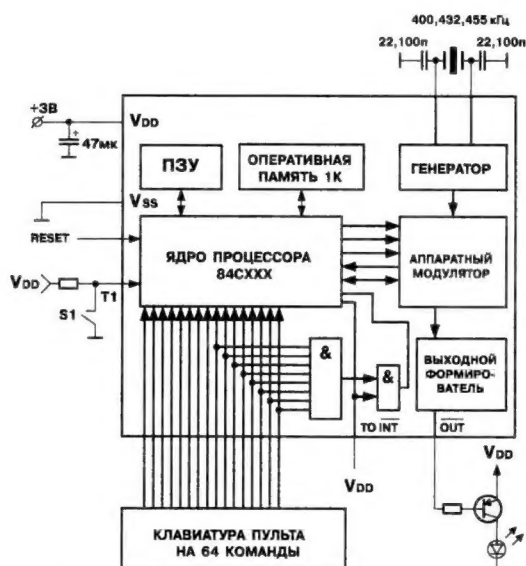 400,432,455 кГц
22,100п
22,100п
+3В
VDD
47мк
ПЗУ
ОПЕРАТИВНАЯ
ПАМЯТЬ 1К
ГЕНЕРАТОР
VSS
RESET
ЯДРО ПРОЦЕССОРА
84СХХХ
АППАРАТНЫЙ
МОДУЛЯТОР
VDD
T1
S1
&
&
ВЫХОДНОЙ
ФОРМИРО-
ВАТЕЛЬ
TO INT
OUT
VDD
VDD
КЛАВИАТУРА ПУЛЬТА
НА 64 КОМАНДЫ